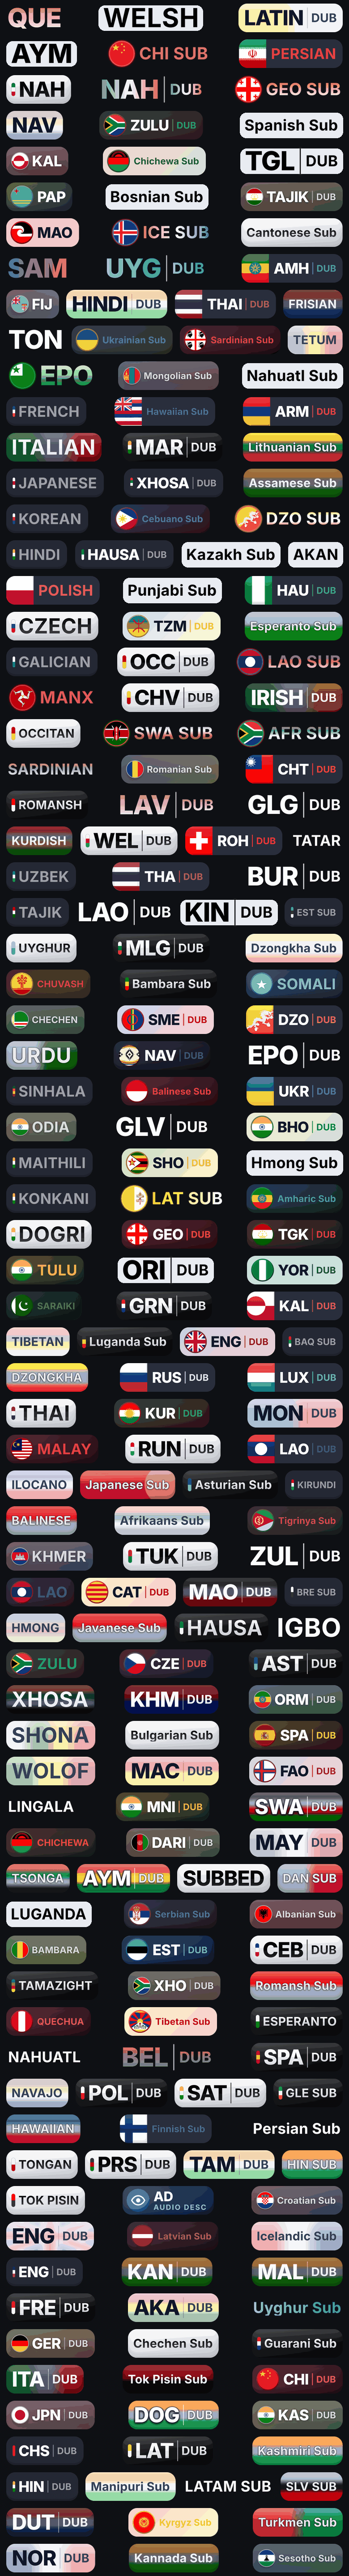 QUE WELSH LATIN DUB
AYM CHI SUB PERSIAN
NAH NAH DUB GEO SUB
NAV ZULU DUB Spanish Sub
KAL Chichewa Sub TGL DUB
PAP Bosnian Sub TAJIK DUB
MAO ICE SUB Cantonese Sub
SAM UYG DUB AMH DUB
FIJ HINDI DUB THAI DUB FRISIAN
TON Ukrainian Sub Sardinian Sub TETUM
EPO Mongolian Sub Nahuatl Sub
FRENCH Hawaiian Sub ARM DUB
ITALIAN MAR DUB Lithuanian Sub
JAPANESE XHOSA DUB Assamese Sub
KOREAN Cebuano Sub DZO SUB
HINDI HAUSA DUB Kazakh Sub AKAN
POLISH Punjabi Sub HAU DUB
CZECH TZM DUB Esperanto Sub
GALICIAN OCC DUB LAO SUB
MANX CHV DUB IRISH DUB
OCCITAN SWA SUB AFR SUB
SARDINIAN Romanian Sub CHT DUB
ROMANSH LAV DUB GLG DUB
KURDISH WEL DUB ROH DUB TATAR
UZBEK THA DUB BUR DUB
TAJIK LAO DUB KIN DUB EST SUB
UYGHUR MLG DUB Dzongkha Sub
CHUVASH Bambara Sub SOMALI
CHECHEN SME DUB DZO DUB
URDU NAV DUB EPO DUB
SINHALA Balinese Sub UKR DUB
ODIA GLV DUB BHO DUB
MAITHILI SHO DUB Hmong Sub
KONKANI LAT SUB Amharic Sub
DOGRI GEO DUB TGK DUB
TULU ORI DUB YOR DUB
SARAIKI GRN DUB KAL DUB
TIBETAN Luganda Sub ENG DUB BAQ SUB
DZONGKHA RUS DUB LUX DUB
THAI KUR DUB MON DUB
MALAY RUN DUB LAO DUB
ILOCANO Japanese Sub Asturian Sub KIRUNDI
BALINESE Afrikaans Sub Tigrinya Sub
KHMER TUK DUB ZUL DUB
LAO CAT DUB MAO DUB BRE SUB
HMONG Javanese Sub HAUSA IGBO
ZULU CZE DUB AST DUB
XHOSA KHM DUB ORM DUB
SHONA Bulgarian Sub SPA DUB
WOLOF MAC DUB FAO DUB
LINGALA MNI DUB SWA DUB
CHICHEWA DARI DUB MAY DUB
TSONGA AYM DUB SUBBED DAN SUB
LUGANDA Serbian Sub Albanian Sub
BAMBARA EST DUB CEB DUB
TAMAZIGHT XHO DUB Romansh Sub
QUECHUA Tibetan Sub ESPERANTO
NAHUATL BEL DUB SPA DUB
NAVAJO POL DUB SAT DUB GLE SUB
HAWAIIAN Finnish Sub Persian Sub
TONGAN PRS DUB TAM DUB HIN SUB
TOK PISIN AD AUDIO DESC Croatian Sub
ENG DUB Latvian Sub Icelandic Sub
ENG DUB KAN DUB MAL DUB
FRE DUB AKA DUB Uyghur Sub
GER DUB Chechen Sub Guarani Sub
ITA DUB Tok Pisin Sub CHI DUB
JPN DUB DOG DUB KAS DUB
CHS DUB LAT DUB Kashmiri Sub
HIN DUB Manipuri Sub LATAM SUB SLV SUB
DUT DUB Kyrgyz Sub Turkmen Sub
NOR DUB Kannada Sub Sesotho Sub